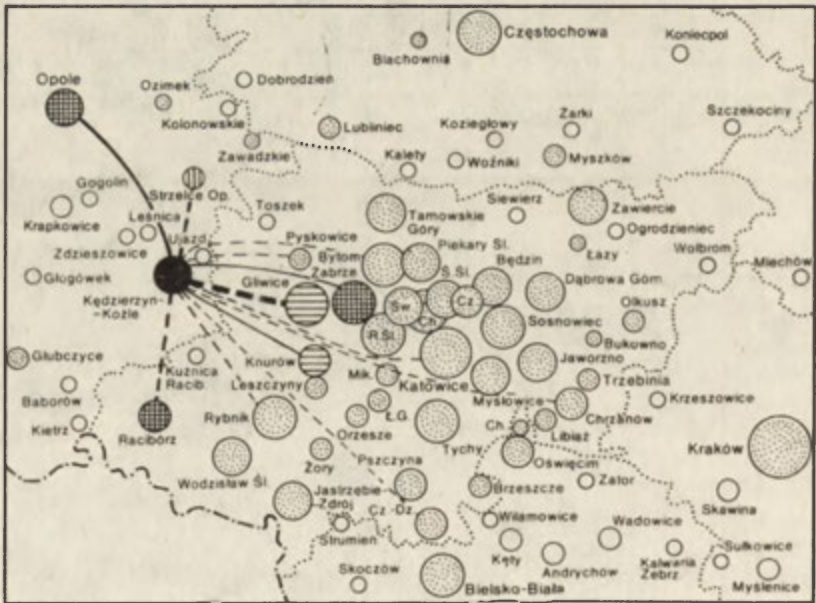 Częstochowa
Koniecpol
Blachownia
Opole
Ozimek
Dobrodzień
Kolonowskie
Lubliniec
Koziegłowy
Żarki
Szczekociny
Zawadzkie
Kalety
Woźniki
Myszków
Gogolin
Strzelce Op.
Krapkowice
Leśnica
Toszek
Tarnowskie
Góry
Siewierz
Zawiercie
Ogrodzieniec
Zdzieszowice
Ujazd
Pyskowice
Piekary Śl.
Łazy
Wolbrom
Miechów
Bytom
Będzin
Głogówek
Gliwice
Zabrze
S.Śl.
Dąbrowa Górn.
Kędzierzyn-
-Koźle
Św.
Ch.
Cz.
Olkusz
Sosnowiec
R.Śl.
Bukowno
Głubczyce
Kuźnica
Racib.
Knurów
Leszczyny
Mik.
Katowice
Jaworzno
Trzebinia
Baborów
Mysłowice
Kietrz
Racibórz
Rybnik
Ł.G.
Orzesze
Tychy
Ch.
Libiąż
Chrzanów
Krzeszowice
Kraków
Wodzisław Śl.
Żory
Pszczyna
Oświęcim
Jastrzębie
Zdrój
Cz.-Dz.
Brzeszcze
Zator
Skawina
Strumień
Wilamowice
Wadowice
Kęty
Andrychów
Kalwaria
Zebrz.
Sułkowice
Myślenice
Skoczów
Bielsko-Biała